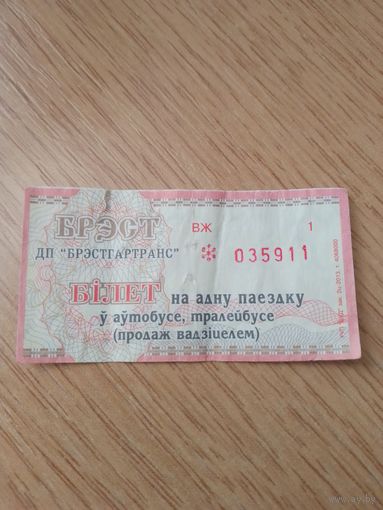 БРЭСТ
ВЖ 1
ДП "БРЭСТГАРТРАНС"
035911
БІЛЕТ на адну паездку
ў аўтобусе, тралейбусе
(продаж вадзіцелем)